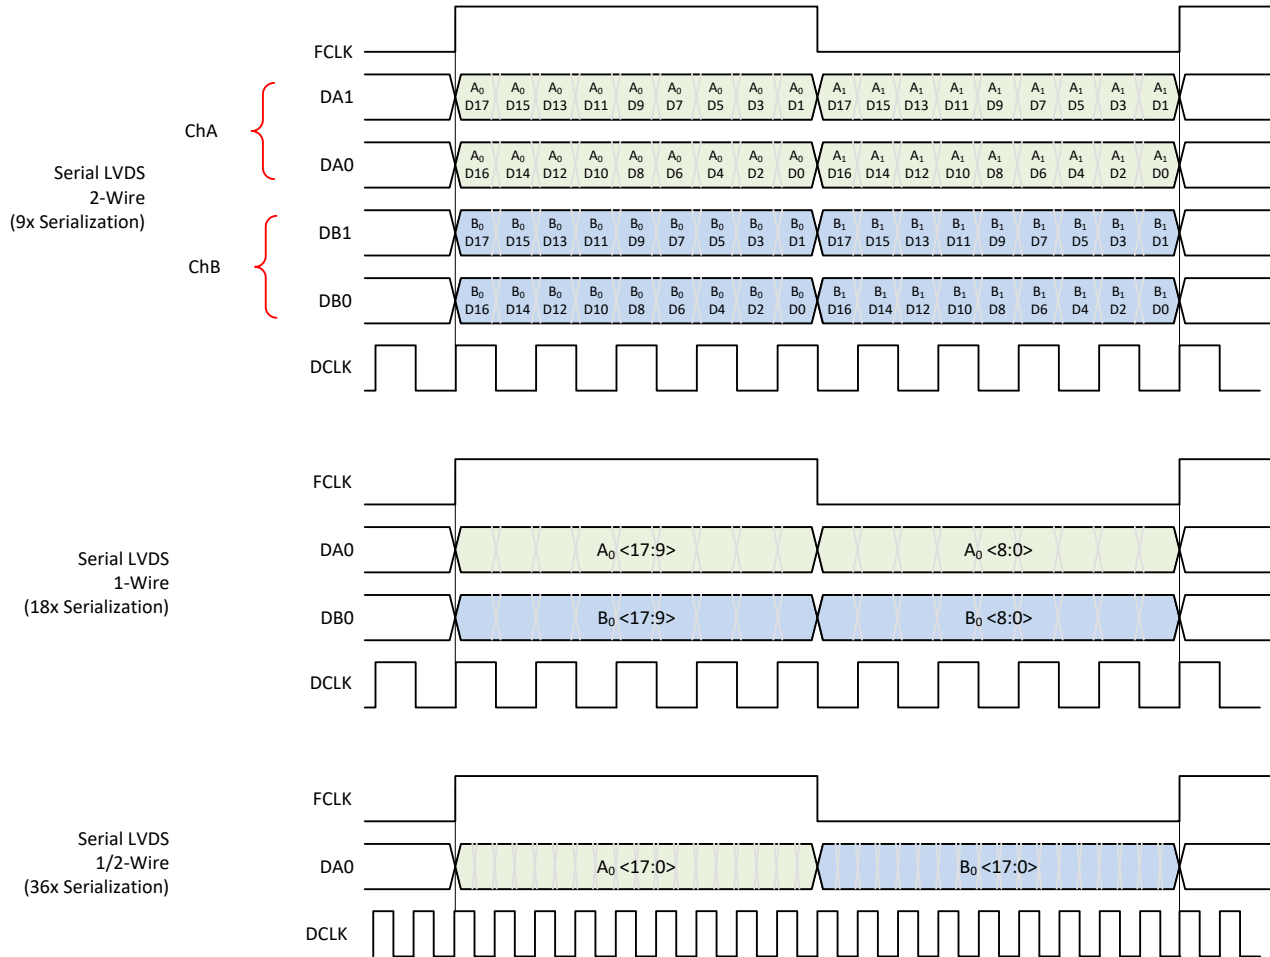 FCLK
A0 A0 A0 A0 A0 A0 A0 A0 A0 A1 A1 A1 A1 A1 A1 A1 A1 A1
DA1 D17 D15 D13 D11 D9 D7 D5 D3 D1 D17 D15 D13 D11 D9 D7 D5 D3 D1
ChA
A0 A0 A0 A0 A0 A0 A0 A0 A0 A1 A1 A1 A1 A1 A1 A1 A1 A1
DA0 D16 D14 D12 D10 D8 D6 D4 D2 D0 D16 D14 D12 D10 D8 D6 D4 D2 D0
Serial LVDS
2-Wire
(9x Serialization)
B0 B0 B0 B0 B0 B0 B0 B0 B0 B1 B1 B1 B1 B1 B1 B1 B1 B1
DB1 D17 D15 D13 D11 D9 D7 D5 D3 D1 D17 D15 D13 D11 D9 D7 D5 D3 D1
ChB
B0 B0 B0 B0 B0 B0 B0 B0 B0 B1 B1 B1 B1 B1 B1 B1 B1 B1
DB0 D16 D14 D12 D10 D8 D6 D4 D2 D0 D16 D14 D12 D10 D8 D6 D4 D2 D0
DCLK
FCLK
DA0 A0 <17:9> A0 <8:0>
Serial LVDS
1-Wire
(18x Serialization)
DB0 B0 <17:9> B0 <8:0>
DCLK
FCLK
Serial LVDS
1/2-Wire
(36x Serialization)
DA0 A0 <17:0> B0 <17:0>
DCLK